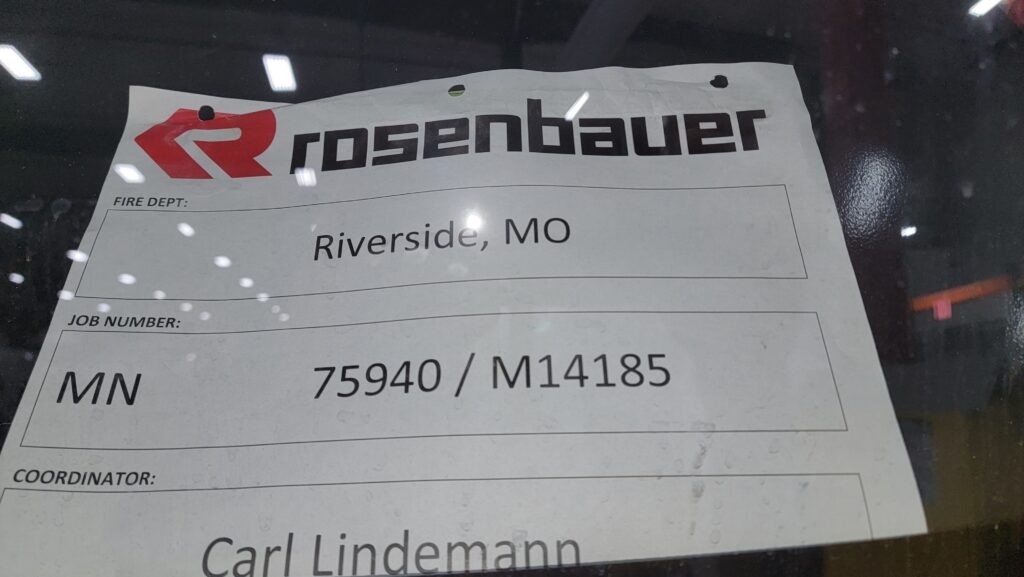 rosenbauer
FIRE DEPT:
Riverside, MO
JOB NUMBER:
MN 75940 / M14185
COORDINATOR:
Carl Lindemann